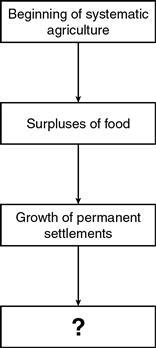 Beginning of systematic
agriculture
Surpluses of food
Growth of permanent
settlements
?